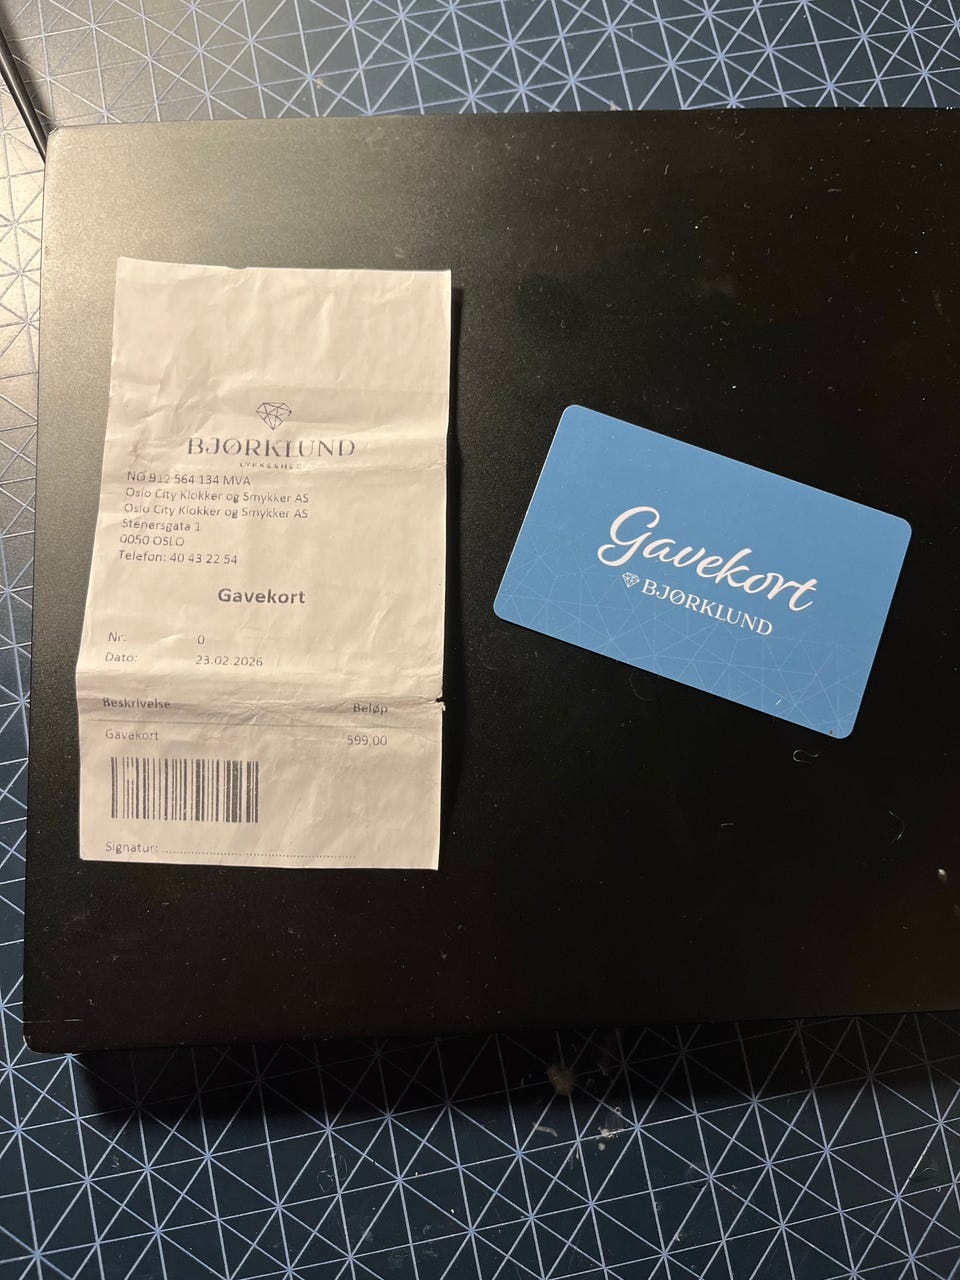 BJØRKLUND
LYKKESMED
NO 912 564 134 MVA
Oslo City Klokker og Smykker AS
Oslo City Klokker og Smykker AS
Stenersgata 1
0050 OSLO
Telefon: 40 43 22 54
Gavekort
Nr: 0
Dato: 23.02.2026
Beskrivelse Beløp
Gavekort 599,00
Signatur: ................................................
Gavekort
BJØRKLUND